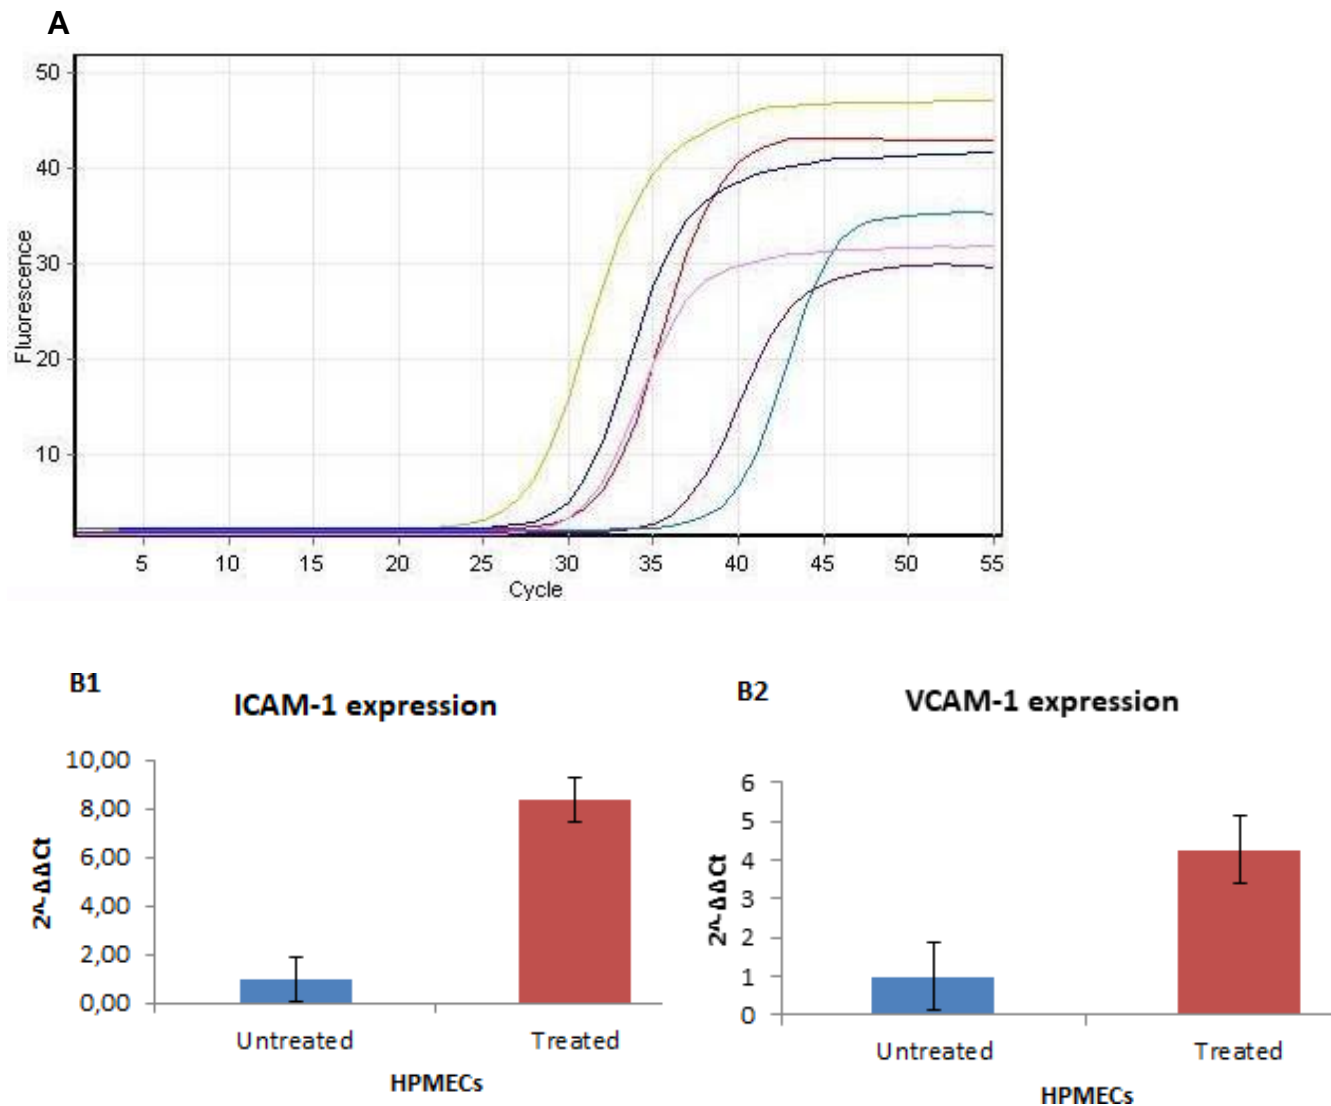 A
50
40
30
20
10
Fluorescence
5 10 15 20 25 30 35 40 45 50 55
Cycle
B1
ICAM-1 expression
10,00
8,00
6,00
4,00
2,00
0,00
2^-ΔΔCt
Untreated Treated
HPMECs
B2
VCAM-1 expression
6
5
4
3
2
1
0
2^-ΔΔCt
Untreated Treated
HPMECs